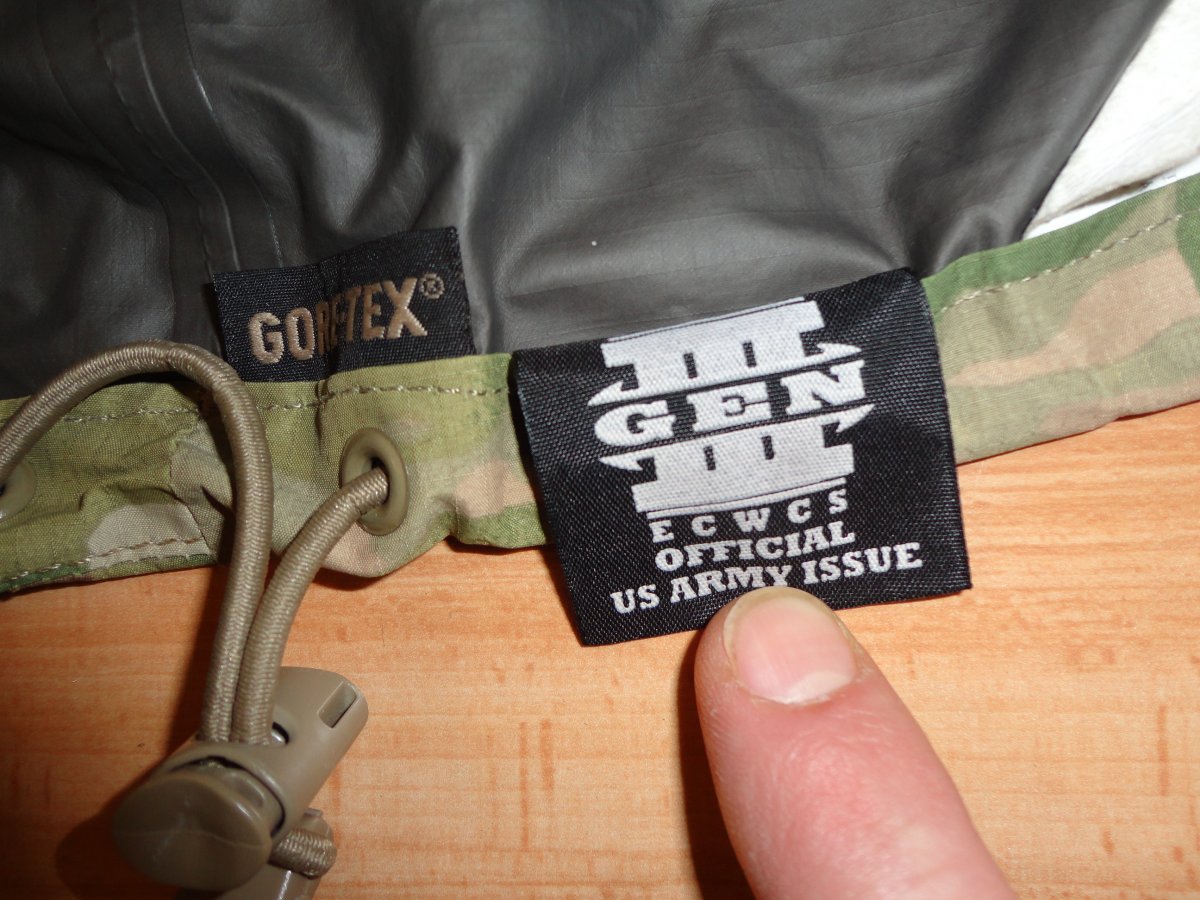 GORE-TEX®
III
GEN
III
ECWCS
OFFICIAL
US ARMY ISSUE